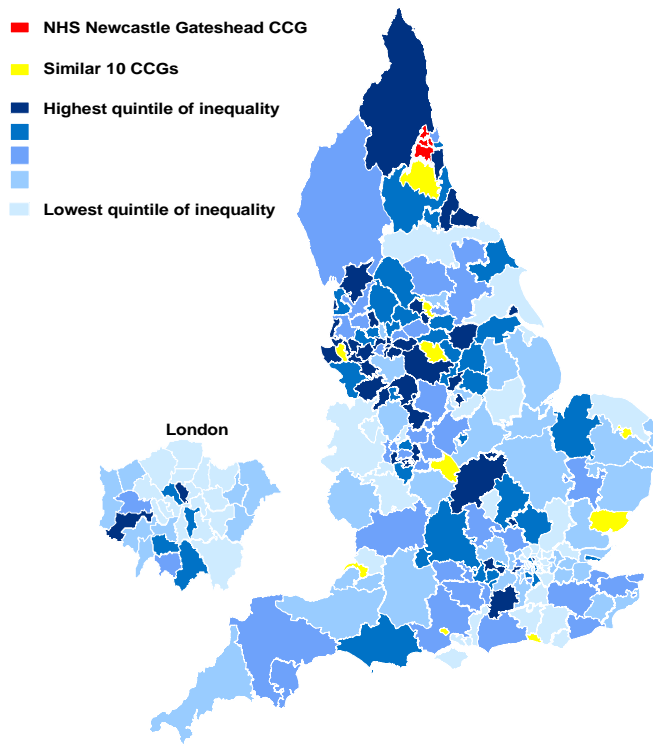 NHS Newcastle Gateshead CCG
Similar 10 CCGs
Highest quintile of inequality
Lowest quintile of inequality
London